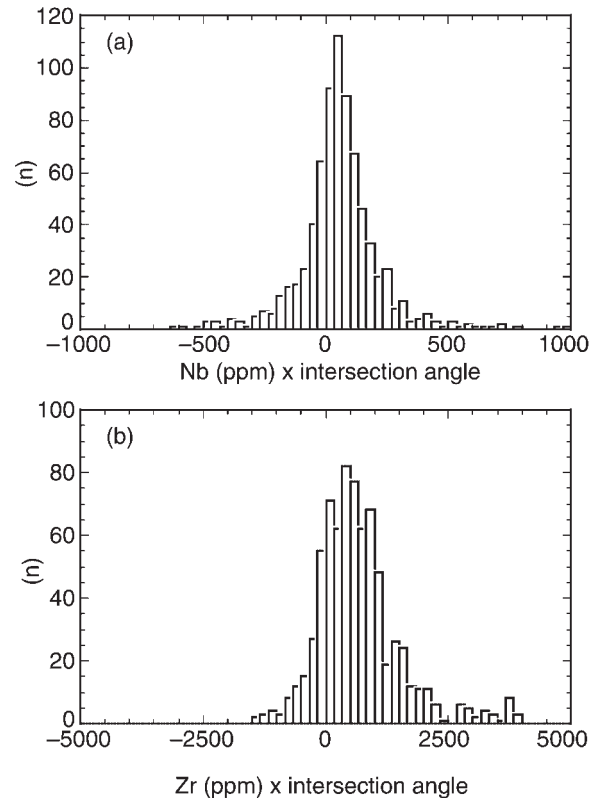 (a)
120
100
80
60
40
20
0
(n)
−1000 −500 0 500 1000
Nb (ppm) x intersection angle
(b)
100
80
60
40
20
0
(n)
−5000 −2500 0 2500 5000
Zr (ppm) x intersection angle